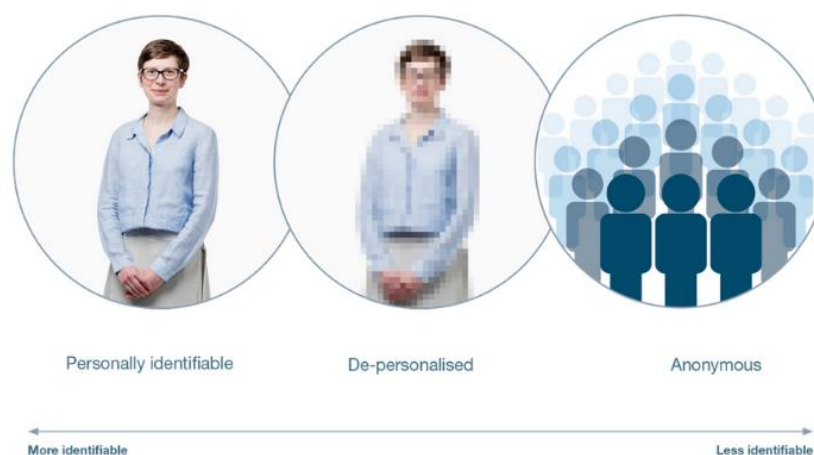 Personally identifiable
De-personalised
Anonymous
More identifiable
Less identifiable